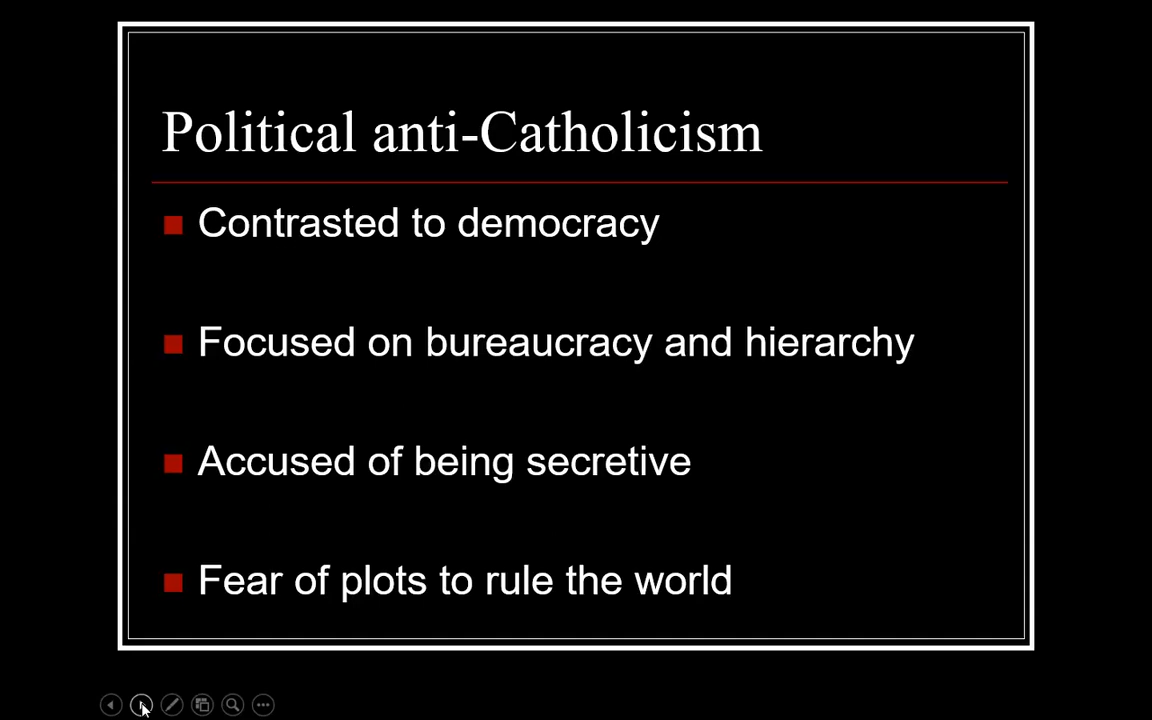 Political anti-Catholicism
Contrasted to democracy
Focused on bureaucracy and hierarchy
Accused of being secretive
Fear of plots to rule the world